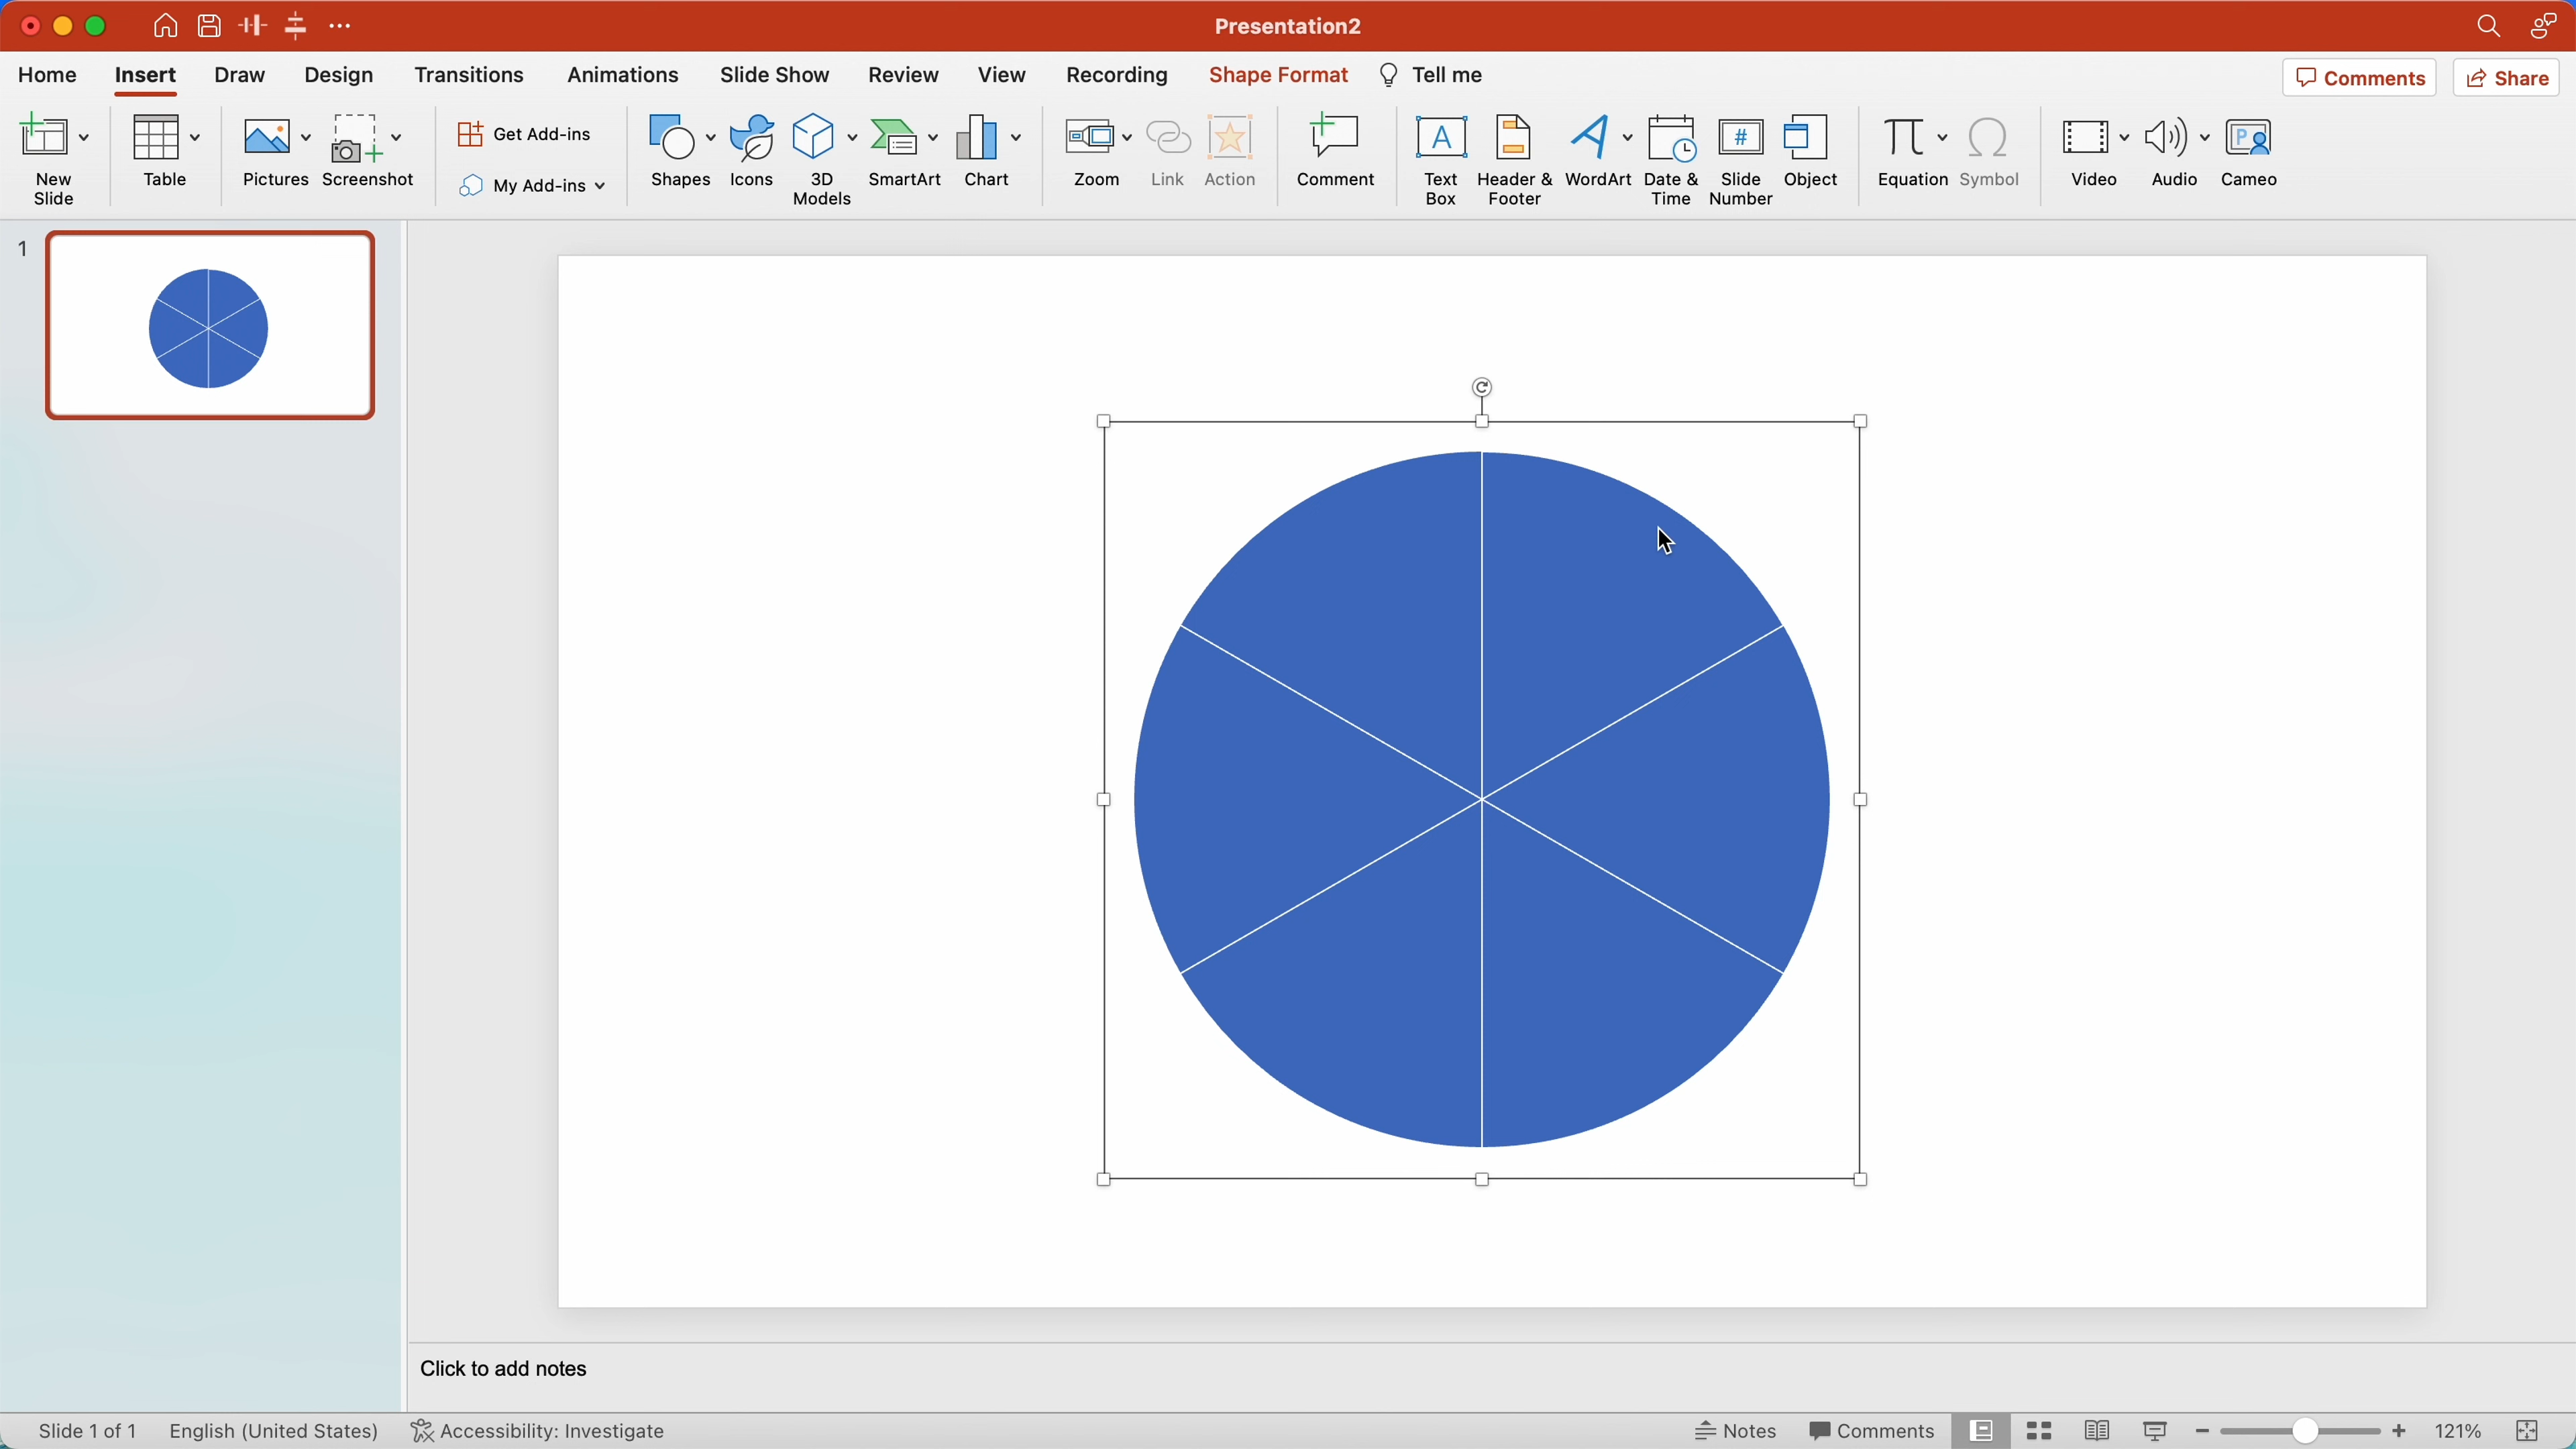 Presentation2
Home Insert Draw Design Transitions Animations Slide Show Review View Recording Shape Format Tell me Comments Share
New Slide
Table
Pictures
Screenshot
Get Add-ins
My Add-ins
Shapes
Icons
3D Models
SmartArt
Chart
Zoom
Link
Action
Comment
A
Text Box
Header & Footer
WordArt
Date & Time
#
Slide Number
Object
Equation
Symbol
Video
Audio
P
Cameo
1
Click to add notes
Slide 1 of 1 English (United States) Accessibility: Investigate Notes Comments 121%